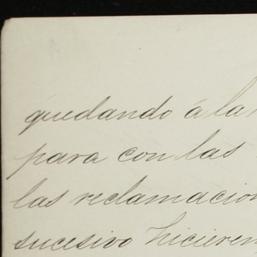 quedando á la
para con las
las reclamacion
sucesivo hicieren